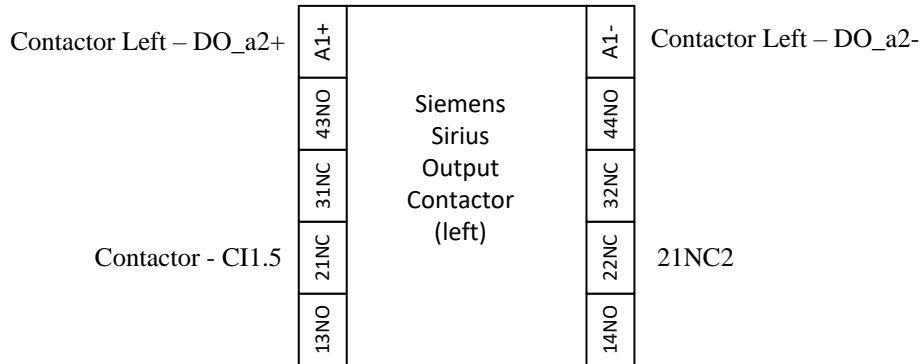 Contactor Left – DO_a2+
A1+
A1-
Contactor Left – DO_a2-
43NO
44NO
31NC
32NC
Siemens
Sirius
Output
Contactor
(left)
Contactor - CI1.5
21NC
22NC
21NC2
13NO
14NO